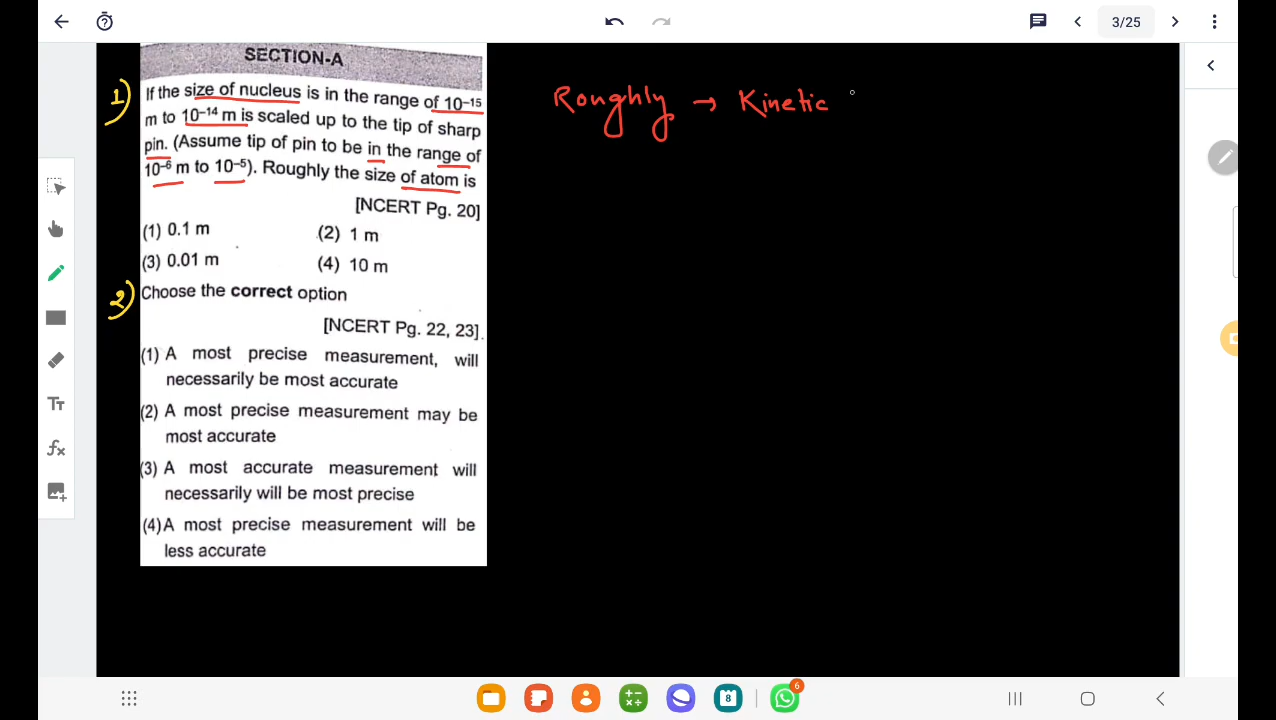 3/25
SECTION-A
1) If the size of nucleus is in the range of 10⁻¹⁵
m to 10⁻¹⁴ m is scaled up to the tip of sharp
pin. (Assume tip of pin to be in the range of
10⁻⁶ m to 10⁻⁵). Roughly the size of atom is
[NCERT Pg. 20]
(1) 0.1 m (2) 1 m
(3) 0.01 m (4) 10 m
2) Choose the correct option
[NCERT Pg. 22, 23]
(1) A most precise measurement, will
necessarily be most accurate
(2) A most precise measurement may be
most accurate
(3) A most accurate measurement will
necessarily will be most precise
(4) A most precise measurement will be
less accurate
Roughly → Kinetic
Tт
fx
8
6